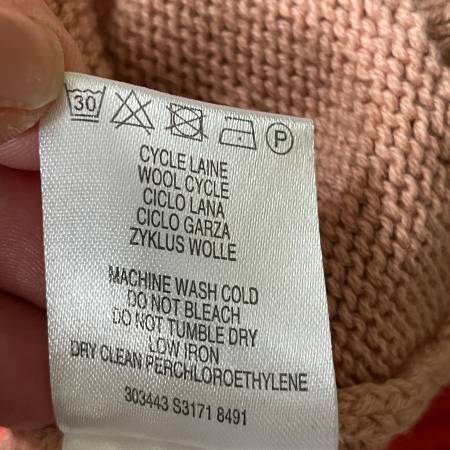 30 P
CYCLE LAINE
WOOL CYCLE
CICLO LANA
CICLO GARZA
ZYKLUS WOLLE
MACHINE WASH COLD
DO NOT BLEACH
DO NOT TUMBLE DRY
LOW IRON
DRY CLEAN PERCHLOROETHYLENE
303443 S3171 8491